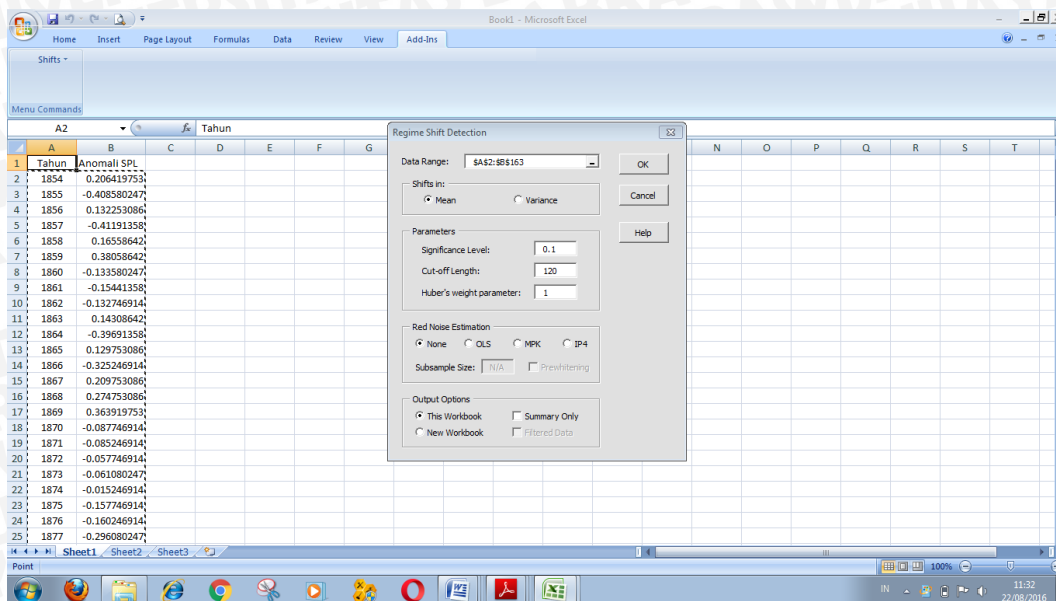 Book1 - Microsoft Excel
Home Insert Page Layout Formulas Data Review View Add-Ins
Shifts
Menu Commands
A2 fx Tahun
A B C D E F G N O P Q R S T
1 Tahun Anomali SPL
2 1854 0.206419753
3 1855 -0.408580247
4 1856 0.132253086
5 1857 -0.41191358
6 1858 0.16558642
7 1859 0.38058642
8 1860 -0.133580247
9 1861 -0.15441358
10 1862 -0.132746914
11 1863 0.14308642
12 1864 -0.39691358
13 1865 0.129753086
14 1866 -0.325246914
15 1867 0.209753086
16 1868 0.274753086
17 1869 0.363919753
18 1870 -0.087746914
19 1871 -0.085246914
20 1872 -0.057746914
21 1873 -0.061080247
22 1874 -0.015246914
23 1875 -0.157746914
24 1876 -0.160246914
25 1877 -0.296080247
Regime Shift Detection
Data Range: $A$2:$B$163
OK
Shifts in:
Mean Variance
Cancel
Parameters
Help
Significance Level: 0.1
Cut-off Length: 120
Huber's weight parameter: 1
Red Noise Estimation
None OLS MPK IP4
Subsample Size: N/A Prewhitening
Output Options
This Workbook Summary Only
New Workbook Filtered Data
Sheet1 Sheet2 Sheet3
Point 100%
IN 11:32
22/08/2016